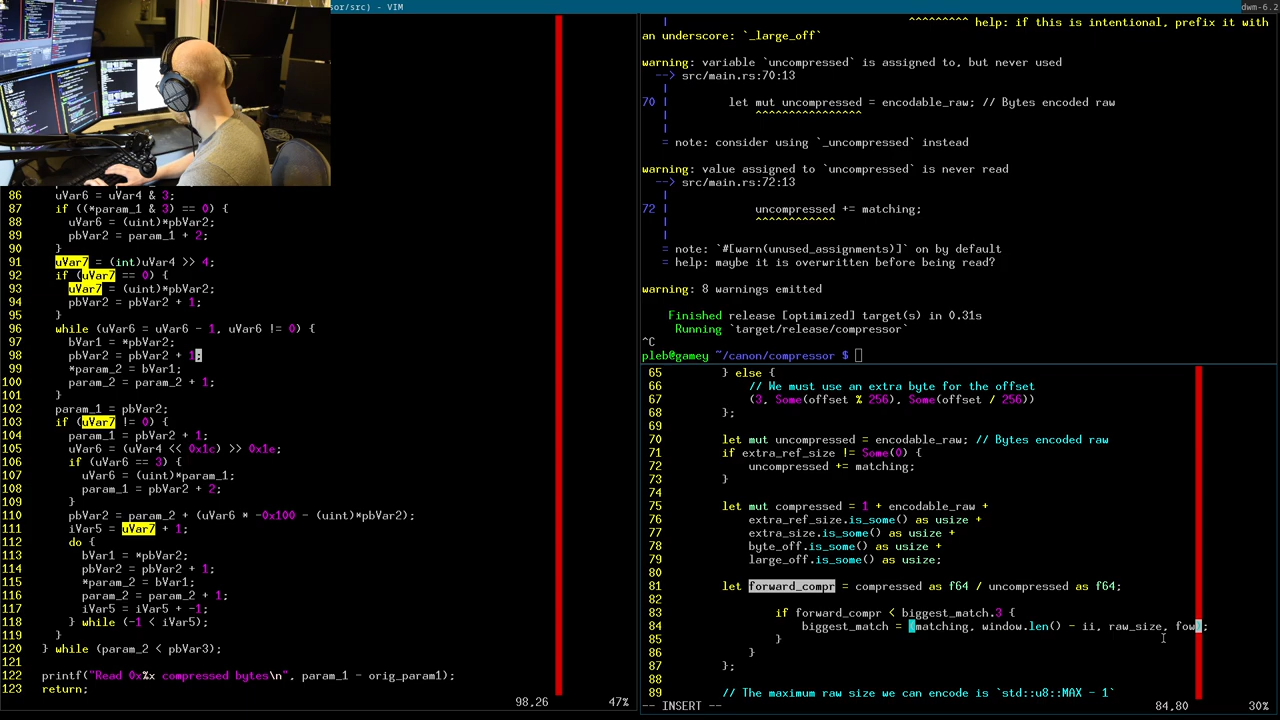 sor/src) - VIM
dwm-6.2
86 uVar6 = uVar4 & 3;
87 if ((*param_1 & 3) == 0) {
88 uVar6 = (uint)*pbVar2;
89 pbVar2 = param_1 + 2;
90 }
91 uVar7 = (int)uVar4 >> 4;
92 if (uVar7 == 0) {
93 uVar7 = (uint)*pbVar2;
94 pbVar2 = pbVar2 + 1;
95 }
96 while (uVar6 = uVar6 - 1, uVar6 != 0) {
97 bVar1 = *pbVar2;
98 pbVar2 = pbVar2 + 1;
99 *param_2 = bVar1;
100 param_2 = param_2 + 1;
101 }
102 param_1 = pbVar2;
103 if (uVar7 != 0) {
104 param_1 = pbVar2 + 1;
105 uVar6 = (uVar4 << 0x1c) >> 0x1e;
106 if (uVar6 == 3) {
107 uVar6 = (uint)*param_1;
108 param_1 = pbVar2 + 2;
109 }
110 pbVar2 = param_2 + (uVar6 * -0x100 - (uint)*pbVar2);
111 iVar5 = uVar7 + 1;
112 do {
113 bVar1 = *pbVar2;
114 pbVar2 = pbVar2 + 1;
115 *param_2 = bVar1;
116 param_2 = param_2 + 1;
117 iVar5 = iVar5 + -1;
118 } while (-1 < iVar5);
119 }
120 } while (param_2 < pbVar3);
121
122 printf("Read 0x%x compressed bytes\n", param_1 - orig_param1);
123 return;
98,26 47%
| ^^^^^^^^^ help: if this is intentional, prefix it with
an underscore: `_large_off`
warning: variable `uncompressed` is assigned to, but never used
--> src/main.rs:70:13
|
70 | let mut uncompressed = encodable_raw; // Bytes encoded raw
| ^^^^^^^^^^^^^^^^
|
= note: consider using `_uncompressed` instead
warning: value assigned to `uncompressed` is never read
--> src/main.rs:72:13
|
72 | uncompressed += matching;
| ^^^^^^^^^^^^
|
= note: `#[warn(unused_assignments)]` on by default
= help: maybe it is overwritten before being read?
warning: 8 warnings emitted
Finished release [optimized] target(s) in 0.31s
Running `target/release/compressor`
^C
pleb@gamey ~/canon/compressor $
65 } else {
66 // We must use an extra byte for the offset
67 (3, Some(offset % 256), Some(offset / 256))
68 };
69
70 let mut uncompressed = encodable_raw; // Bytes encoded raw
71 if extra_ref_size != Some(0) {
72 uncompressed += matching;
73 }
74
75 let mut compressed = 1 + encodable_raw +
76 extra_ref_size.is_some() as usize +
77 extra_size.is_some() as usize +
78 byte_off.is_some() as usize +
79 large_off.is_some() as usize;
80
81 let forward_compr = compressed as f64 / uncompressed as f64;
82
83 if forward_compr < biggest_match.3 {
84 biggest_match = (matching, window.len() - ii, raw_size, fow);
85 }
86 }
87 };
88
89 // The maximum raw size we can encode is `std::u8::MAX - 1`
-- INSERT -- 84,80 30%